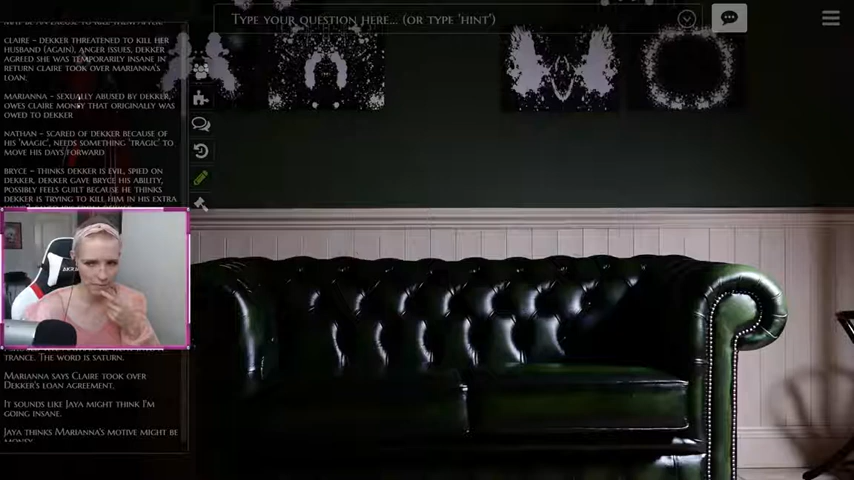 Type your question here... (or type 'hint')
Claire – Dekker threatened to kill her
husband (again), anger issues, Dekker
agreed she was temporarily insane in
return Claire took over Marianna's
loan.
Marianna – sexually abused by Dekker,
owes Claire money that originally was
owed to Dekker
Nathan – scared of Dekker because of
his 'magic', needs something 'tragic' to
move his days forward
Bryce – thinks Dekker is evil, spied on
Dekker, Dekker gave Bryce his ability,
possibly feels guilt because he thinks
Dekker is trying to kill him in his extra
trance. The word is Saturn.
Marianna says Claire took over
Dekker's loan agreement.
It sounds like Jaya might think I'm
going insane.
Jaya thinks Marianna's motive might be